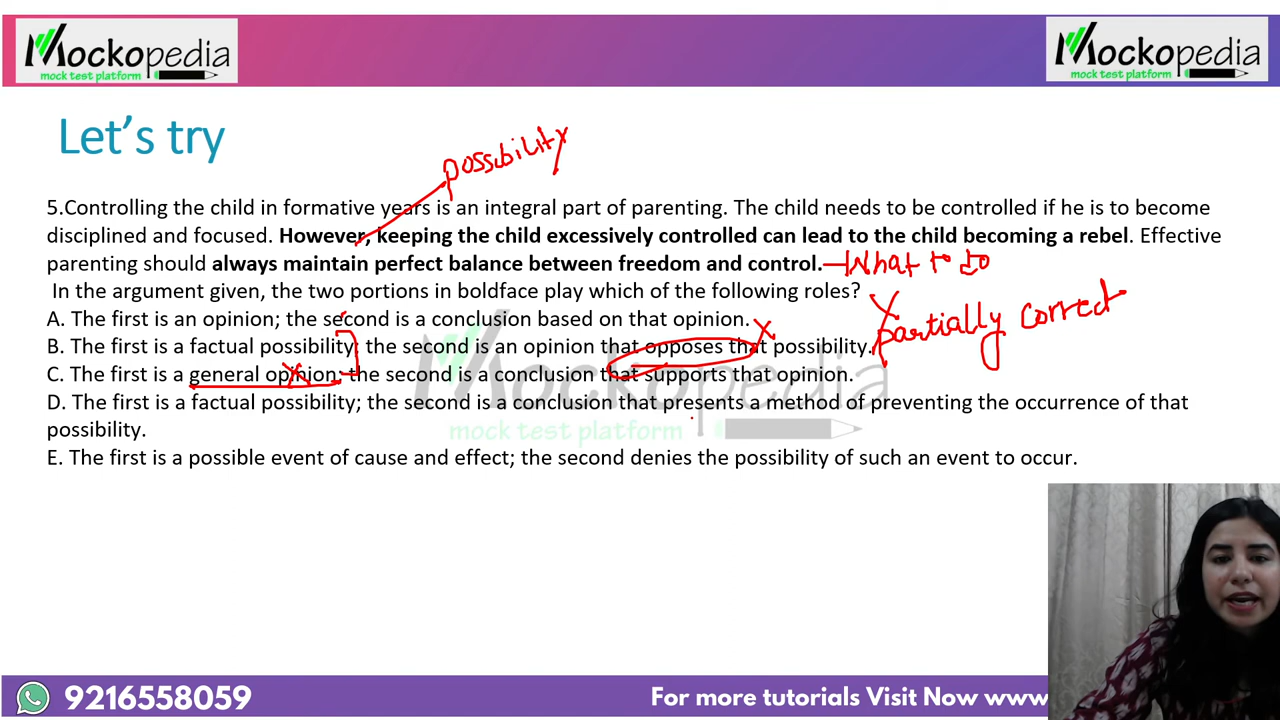 Mockopedia
mock test platform
Mockopedia
mock test platform
Let's try
possibility
5.Controlling the child in formative years is an integral part of parenting. The child needs to be controlled if he is to become
disciplined and focused. However, keeping the child excessively controlled can lead to the child becoming a rebel. Effective
parenting should always maintain perfect balance between freedom and control. What to do
In the argument given, the two portions in boldface play which of the following roles?
A. The first is an opinion; the second is a conclusion based on that opinion.
partially correct
B. The first is a factual possibility; the second is an opinion that opposes that possibility.
C. The first is a general opinion; the second is a conclusion that supports that opinion.
D. The first is a factual possibility; the second is a conclusion that presents a method of preventing the occurrence of that
possibility.
E. The first is a possible event of cause and effect; the second denies the possibility of such an event to occur.
Mockopedia
mock test platform
9216558059
For more tutorials Visit Now www